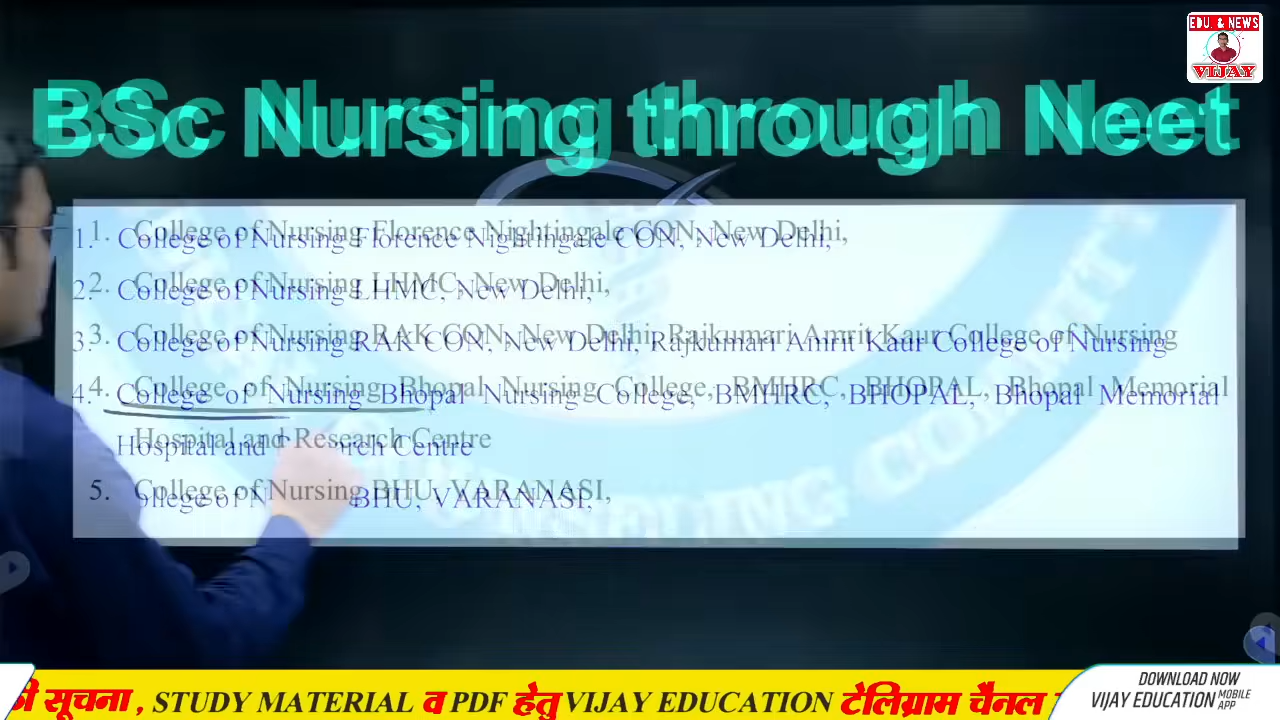 EDU. & NEWS
VIJAY
BSc Nursing through Neet
1. College of Nursing Florence Nightingale CON, New Delhi,
2. College of Nursing LHMC, New Delhi,
3. College of Nursing RAK CON, New Delhi, Rajkumari Amrit Kaur College of Nursing
4. College of Nursing Bhopal Nursing College, BMHRC, BHOPAL, Bhopal Memorial
Hospital and Research Centre
5. College of Nursing BHU, VARANASI,
की सूचना , STUDY MATERIAL व PDF हेतु VIJAY EDUCATION टेलिग्राम चैनल
DOWNLOAD NOW
VIJAY EDUCATION MOBILE APP